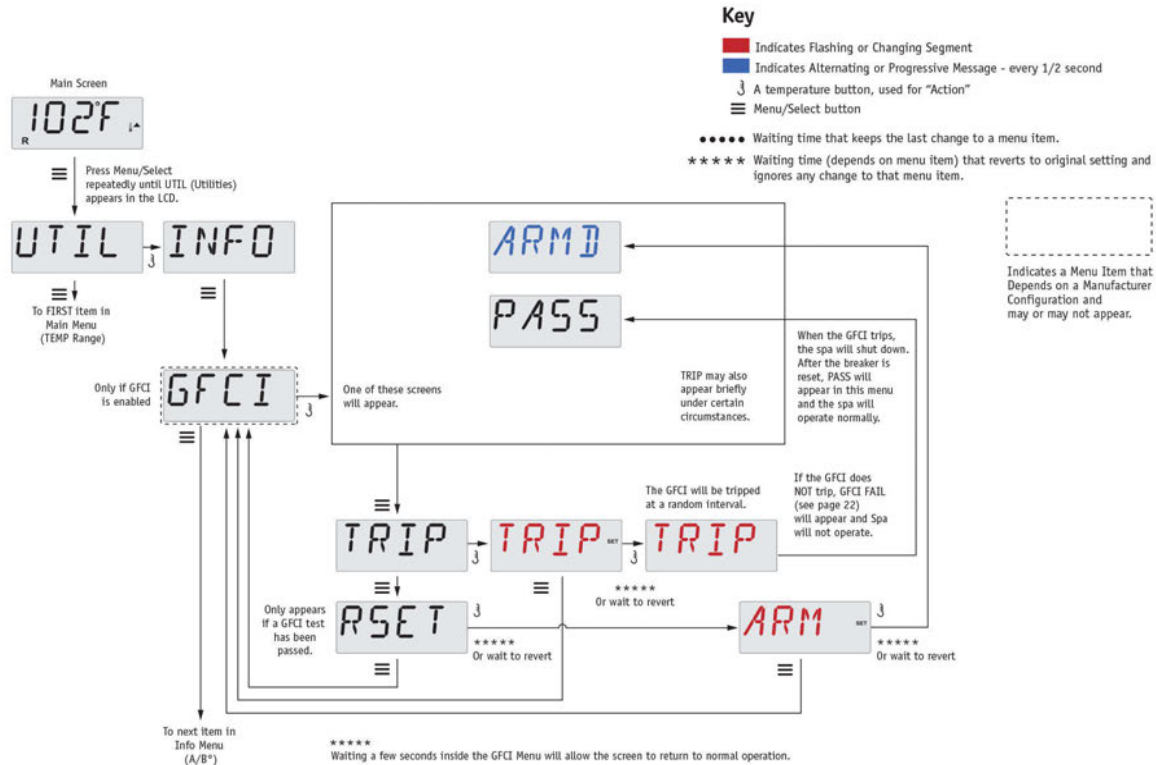 Key
Indicates Flashing or Changing Segment
Indicates Alternating or Progressive Message - every 1/2 second
A temperature button, used for “Action”
Menu/Select button
••••• Waiting time that keeps the last change to a menu item.
***** Waiting time (depends on menu item) that reverts to original setting and
ignores any change to that menu item.
Indicates a Menu Item that
Depends on a Manufacturer
Configuration and
may or may not appear.
Main Screen
102°F
R
Press Menu/Select
repeatedly until UTIL (Utilities)
appears in the LCD.
UTIL
INFO
To FIRST item in
Main Menu
(TEMP Range)
Only if GFCI
is enabled
GFCI
One of these screens
will appear.
ARMD
PASS
TRIP may also
appear briefly
under certain
circumstances.
When the GFCI trips,
the spa will shut down.
After the breaker is
reset, PASS will
appear in this menu
and the spa will
operate normally.
If the GFCI does
NOT trip, GFCI FAIL
(see page 22)
will appear and Spa
will not operate.
The GFCI will be tripped
at a random interval.
TRIP
TRIP SET
TRIP
*****
Or wait to revert
Only appears
if a GFCI test
has been
passed.
RSET
*****
Or wait to revert
ARM SET
*****
Or wait to revert
To next item in
Info Menu
(A/B°)
*****
Waiting a few seconds inside the GFCI Menu will allow the screen to return to normal operation.